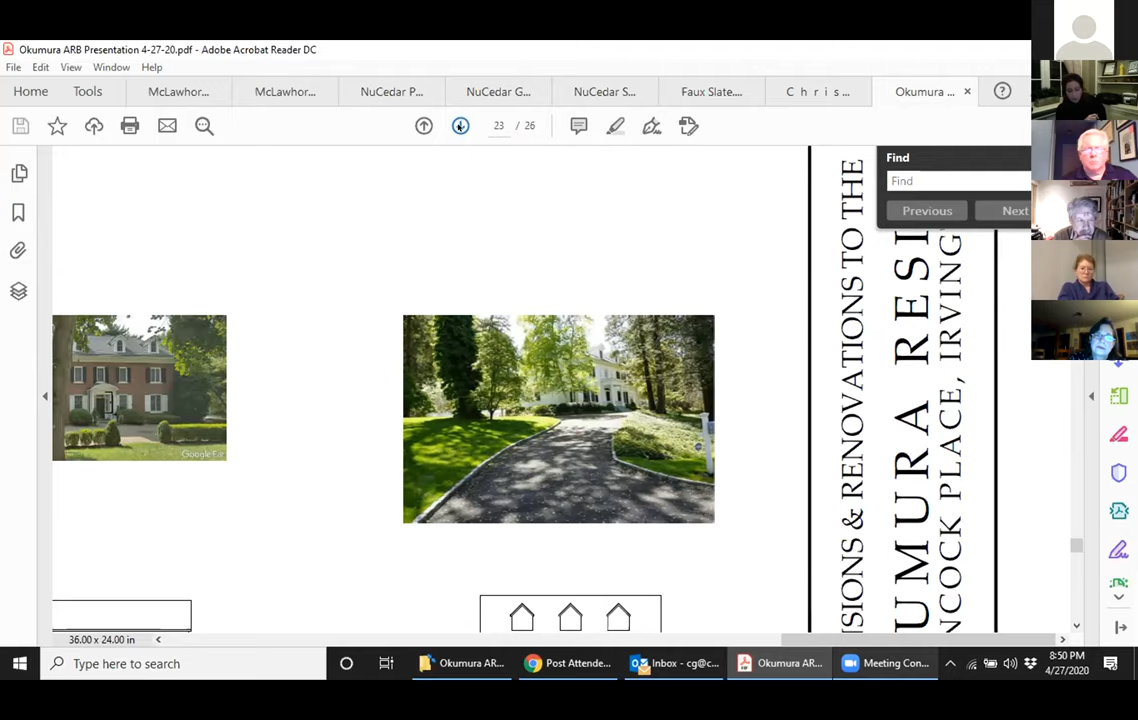 Okumura ARB Presentation 4-27-20.pdf - Adobe Acrobat Reader DC
File Edit View Window Help
Home Tools McLawhor... McLawhor... NuCedar P... NuCedar G... NuCedar S... Faux Slate.... C h r i s ... Okumura ...
23 / 26
Find
Find
Previous Next
SIONS & RENOVATIONS TO THE
UMURA RESI
NCOCK PLACE, IRVING
Google Ear
36.00 x 24.00 in
Type here to search
Okumura AR...
Post Attende...
Inbox - cg@c...
Okumura AR...
Meeting Con...
8:50 PM
4/27/2020